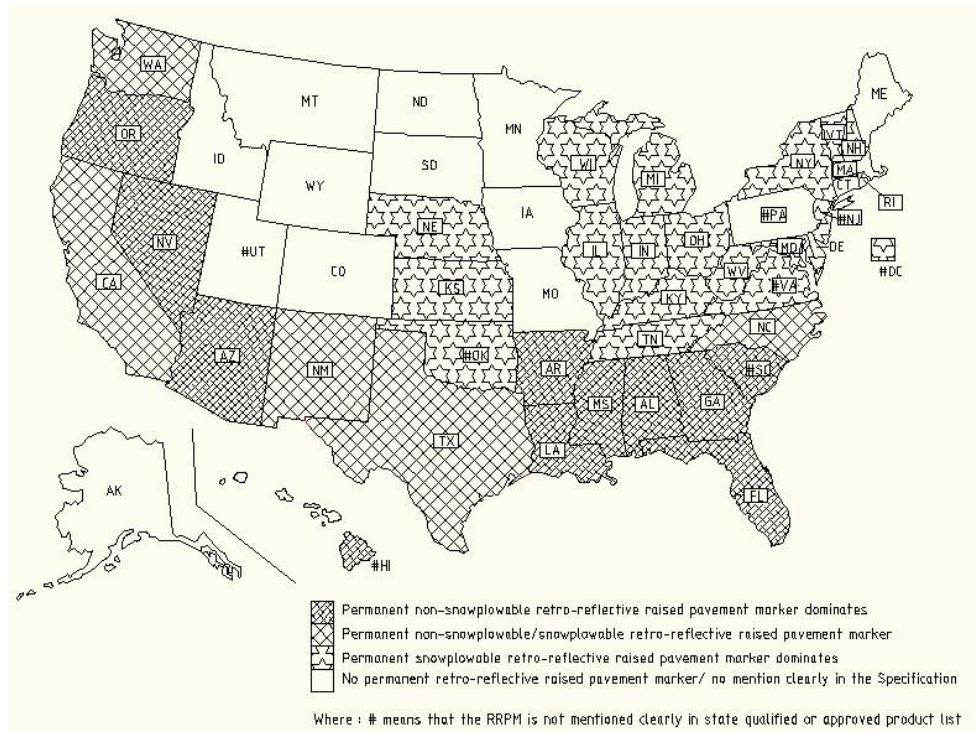 WA
MT
ND
MN
ME
OR
ID
SD
WI
MI
VT
NH
NY
MA
CT
RI
WY
IA
#PA
#NJ
NE
NV
#UT
IL
IN
OH
MD
DE
#DC
CO
KS
WV
#VA
CA
MO
KY
NC
TN
AZ
NM
#OK
AR
#SC
MS
AL
GA
TX
LA
FL
AK
#HI
Permanent non-snowplowable retro-reflective raised pavement marker dominates
Permanent non-snowplowable/snowplowable retro-reflective raised pavement marker
Permanent snowplowable retro-reflective raised pavement marker dominates
No permanent retro-reflective raised pavement marker/ no mention clearly in the Specification
Where : # means that the RRPM is not mentioned clearly in state qualified or approved product list